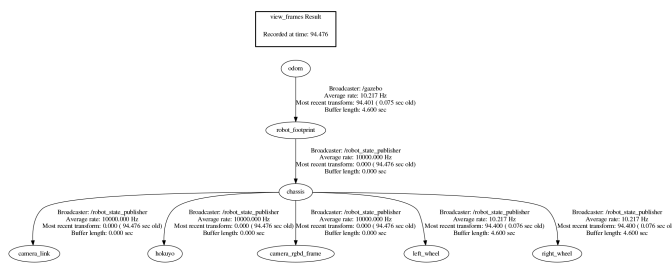 view_frames Result
Recorded at time: 94.476
odom
Broadcaster: /gazebo
Average rate: 10.217 Hz
Most recent transform: 94.401 ( 0.075 sec old)
Buffer length: 4.600 sec
robot_footprint
Broadcaster: /robot_state_publisher
Average rate: 10000.000 Hz
Most recent transform: 0.000 ( 94.476 sec old)
Buffer length: 0.000 sec
chassis
Broadcaster: /robot_state_publisher
Average rate: 10000.000 Hz
Most recent transform: 0.000 ( 94.476 sec old)
Buffer length: 0.000 sec
camera_link
Broadcaster: /robot_state_publisher
Average rate: 10000.000 Hz
Most recent transform: 0.000 ( 94.476 sec old)
Buffer length: 0.000 sec
hokuyo
Broadcaster: /robot_state_publisher
Average rate: 10000.000 Hz
Most recent transform: 0.000 ( 94.476 sec old)
Buffer length: 0.000 sec
camera_rgbd_frame
Broadcaster: /robot_state_publisher
Average rate: 10.217 Hz
Most recent transform: 94.400 ( 0.076 sec old)
Buffer length: 4.600 sec
left_wheel
Broadcaster: /robot_state_publisher
Average rate: 10.217 Hz
Most recent transform: 94.400 ( 0.076 sec ol
Buffer length: 4.600 sec
right_wheel